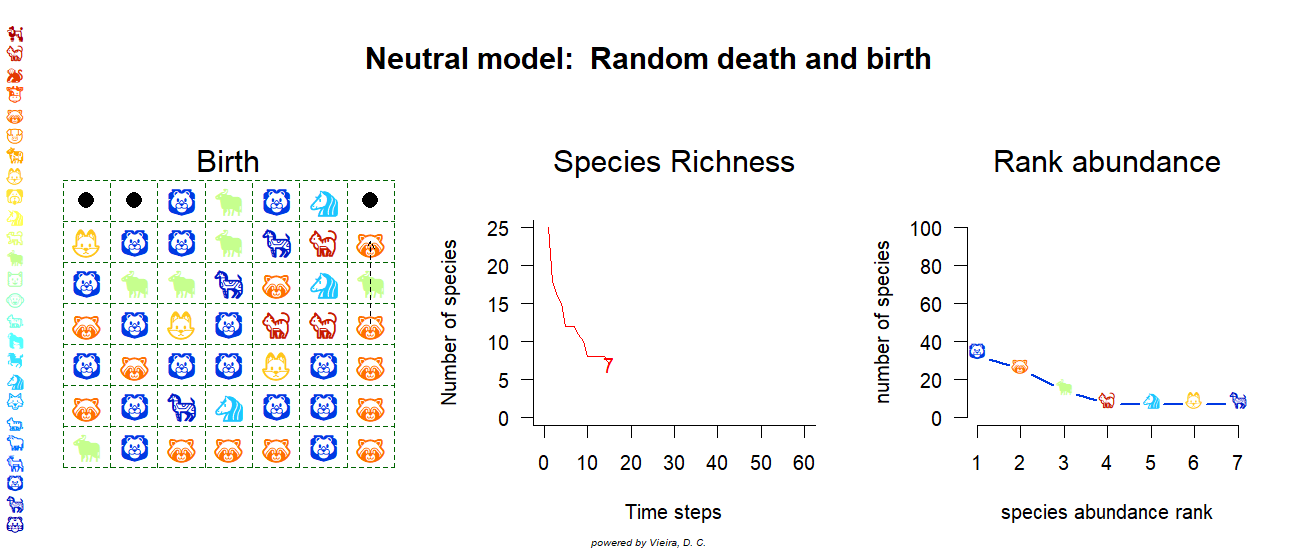 Neutral model:  Random death and birth
Birth
Species Richness
Rank abundance
Number of species
25
20
15
10
5
0
7
0 10 20 30 40 50 60
Time steps
number of species
100
80
60
40
20
0
1 2 3 4 5 6 7
species abundance rank
powered by Vieira, D. C.